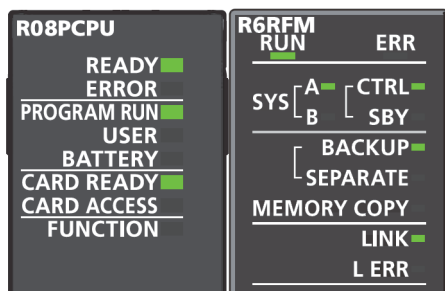 R08PCPU
READY
ERROR
PROGRAM RUN
USER
BATTERY
CARD READY
CARD ACCESS
FUNCTION
R6RFM
RUN ERR
SYS A CTRL
B SBY
BACKUP
SEPARATE
MEMORY COPY
LINK
L ERR